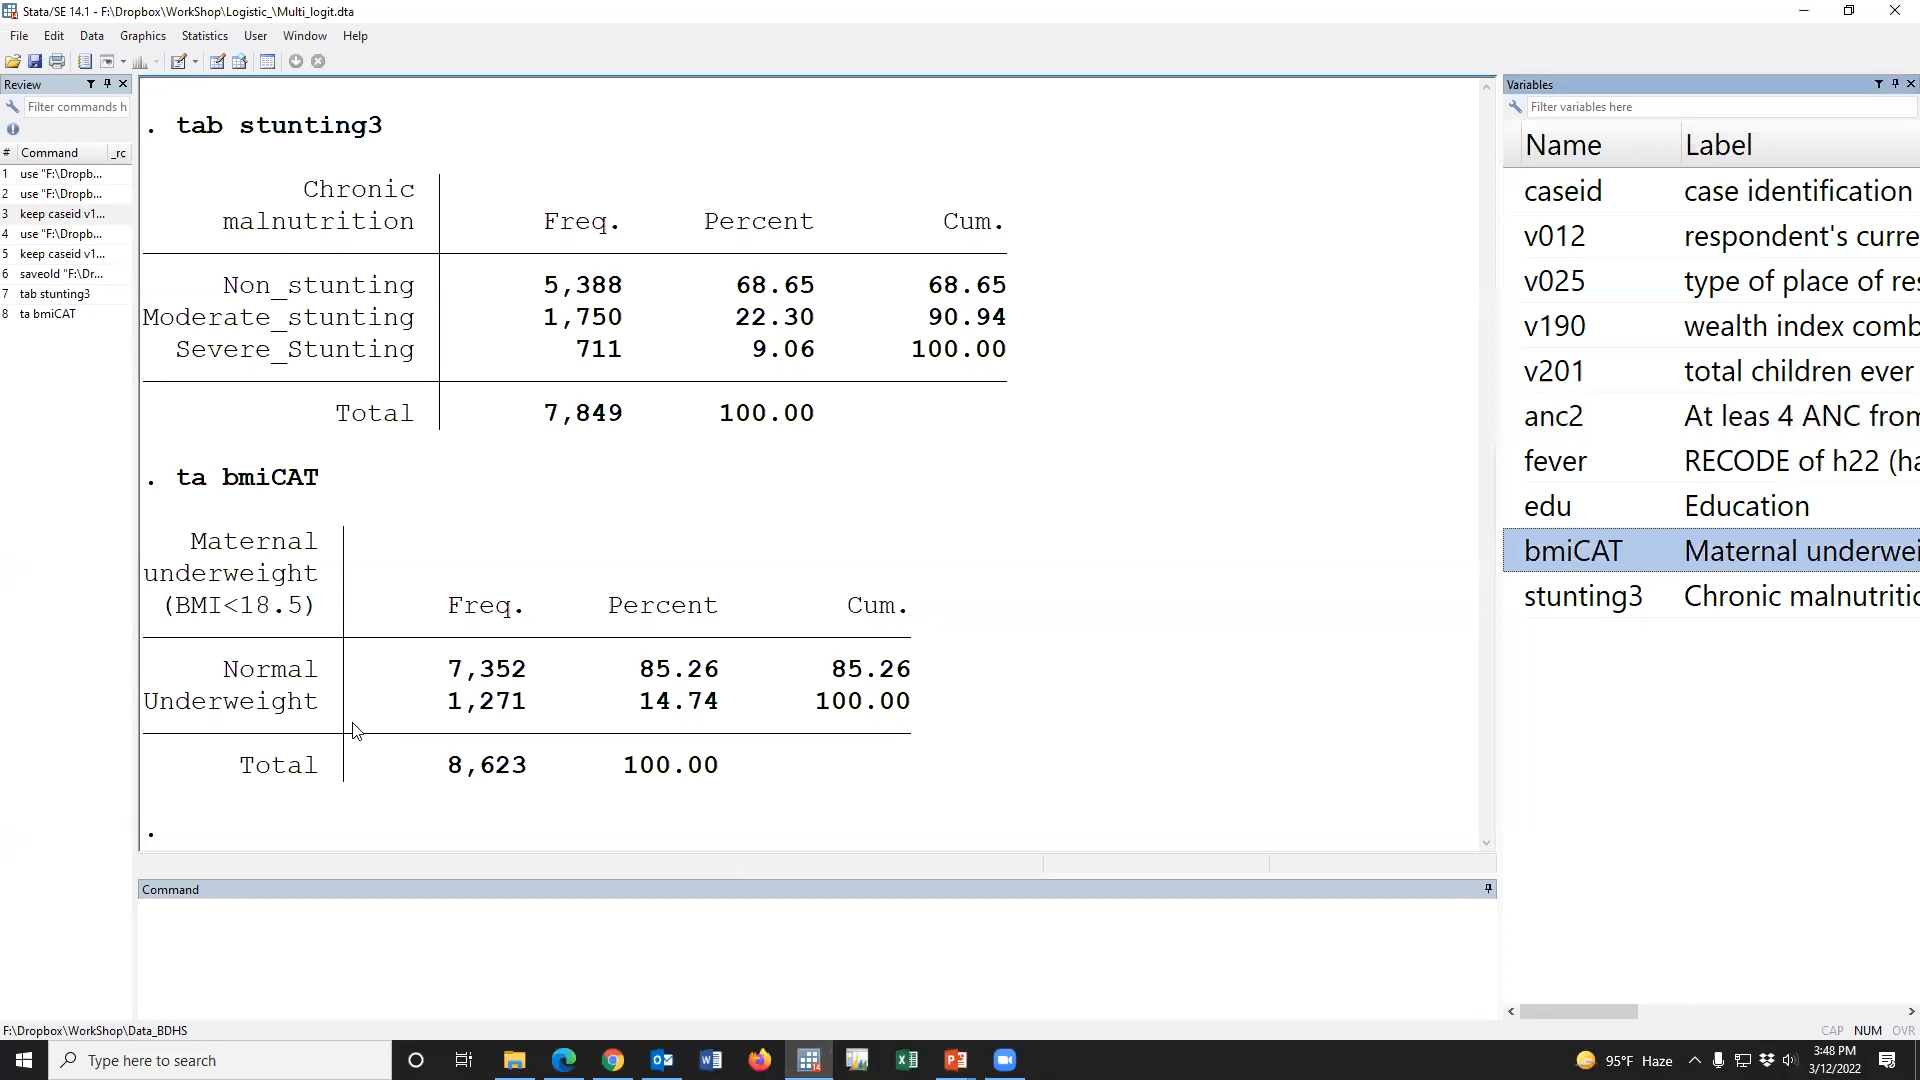 Stata/SE 14.1 - F:\Dropbox\WorkShop\Logistic_\Multi_logit.dta
File Edit Data Graphics Statistics User Window Help
Review
Filter commands h
# Command _rc
1 use "F:\Dropb...
2 use "F:\Dropb...
3 keep caseid v1...
4 use "F:\Dropb...
5 keep caseid v1...
6 saveold "F:\Dr...
7 tab stunting3
8 ta bmiCAT
. tab stunting3
Chronic
malnutrition Freq. Percent Cum.
Non_stunting 5,388 68.65 68.65
Moderate_stunting 1,750 22.30 90.94
Severe_Stunting 711 9.06 100.00
Total 7,849 100.00
. ta bmiCAT
Maternal
underweight
(BMI<18.5) Freq. Percent Cum.
Normal 7,352 85.26 85.26
Underweight 1,271 14.74 100.00
Total 8,623 100.00
.
Command
Variables
Filter variables here
Name Label
caseid case identification
v012 respondent's curre
v025 type of place of res
v190 wealth index comb
v201 total children ever
anc2 At leas 4 ANC from
fever RECODE of h22 (ha
edu Education
bmiCAT Maternal underwei
stunting3 Chronic malnutritio
F:\Dropbox\WorkShop\Data_BDHS
CAP NUM OVR
Type here to search
95°F Haze
3:48 PM
3/12/2022